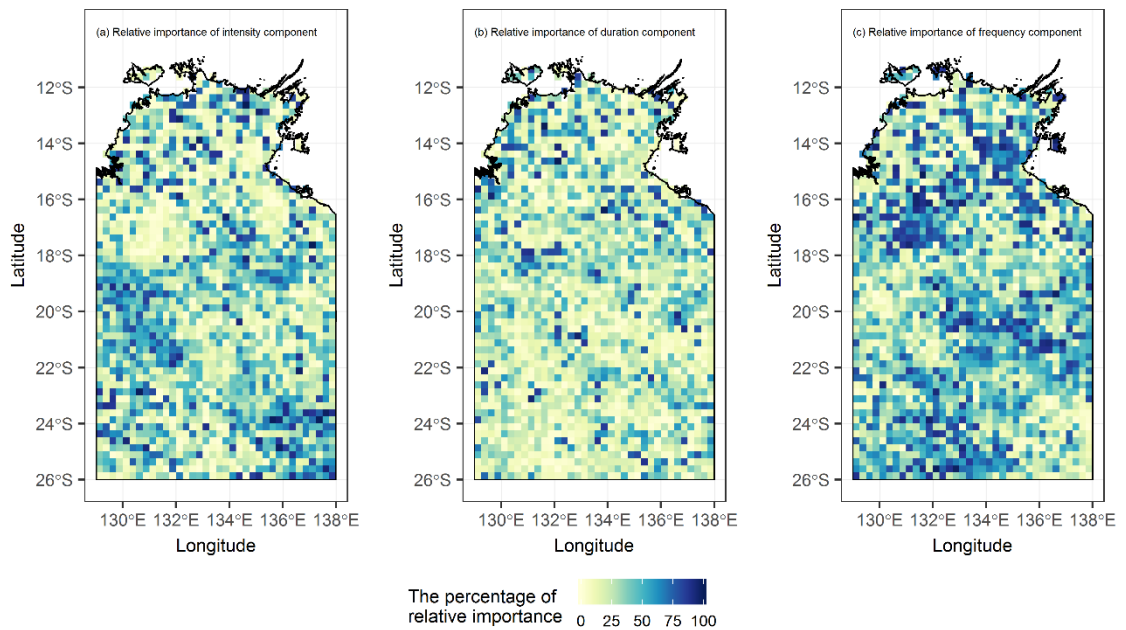 (a) Relative importance of intensity component
(b) Relative importance of duration component
(c) Relative importance of frequency component
12°S
14°S
16°S
18°S
20°S
22°S
24°S
26°S
Latitude
130°E 132°E 134°E 136°E 138°E
Longitude
12°S
14°S
16°S
18°S
20°S
22°S
24°S
26°S
Latitude
130°E 132°E 134°E 136°E 138°E
Longitude
12°S
14°S
16°S
18°S
20°S
22°S
24°S
26°S
Latitude
130°E 132°E 134°E 136°E 138°E
Longitude
The percentage of
relative importance
0 25 50 75 100